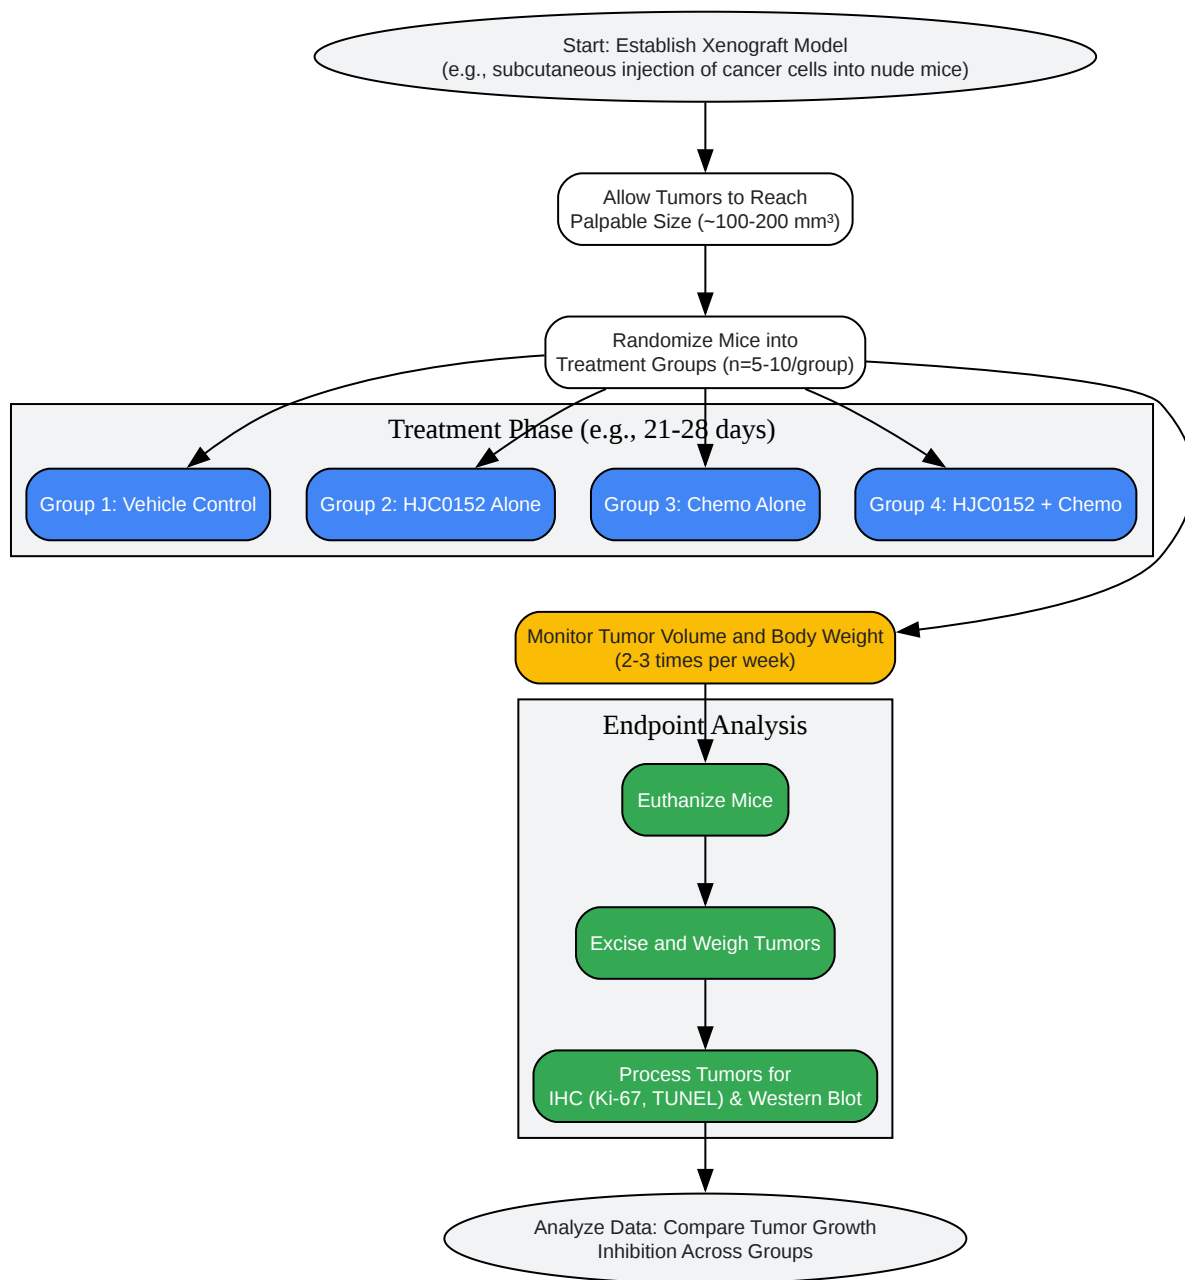 Start: Establish Xenograft Model
(e.g., subcutaneous injection of cancer cells into nude mice)
Allow Tumors to Reach
Palpable Size (~100-200 mm³)
Randomize Mice into
Treatment Groups (n=5-10/group)
Treatment Phase (e.g., 21-28 days)
Group 1: Vehicle Control
Group 2: HJC0152 Alone
Group 3: Chemo Alone
Group 4: HJC0152 + Chemo
Monitor Tumor Volume and Body Weight
(2-3 times per week)
Endpoint Analysis
Euthanize Mice
Excise and Weigh Tumors
Process Tumors for
IHC (Ki-67, TUNEL) & Western Blot
Analyze Data: Compare Tumor Growth
Inhibition Across Groups